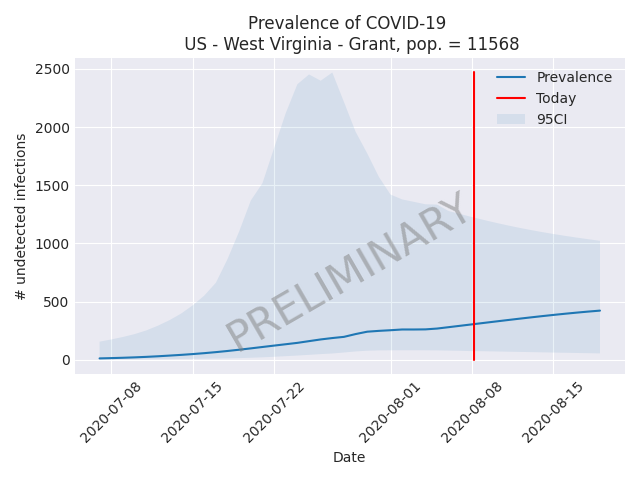 Prevalence of COVID-19
US - West Virginia - Grant, pop. = 11568
2500
2000
1500
1000
500
0
# undetected infections
Prevalence
Today
95CI
PRELIMINARY
2020-07-08
2020-07-15
2020-07-22
2020-08-01
2020-08-08
2020-08-15
Date